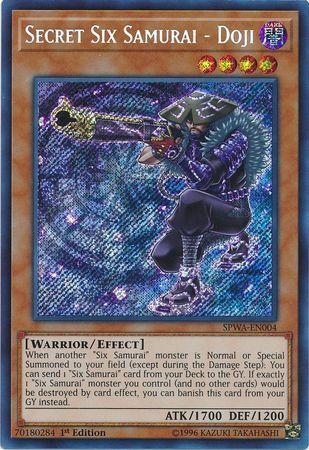 SECRET SIX SAMURAI - DOJI
DARK
闇
SPWA-EN004
[WARRIOR/EFFECT]
When another "Six Samurai" monster is Normal or Special
Summoned to your field (except during the Damage Step): You
can send 1 "Six Samurai" card from your Deck to the GY. If exactly
1 "Six Samurai" monster you control (and no other cards) would
be destroyed by card effect, you can banish this card from your
GY instead.
ATK/1700 DEF/1200
70180284 1st Edition ©1996 KAZUKI TAKAHASHI